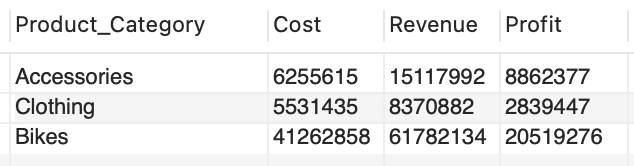 Product_Category Cost Revenue Profit
Accessories 6255615 15117992 8862377
Clothing 5531435 8370882 2839447
Bikes 41262858 61782134 20519276